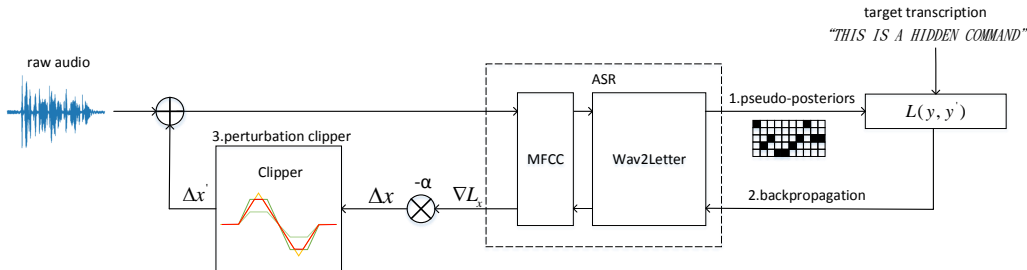 target transcription
“THIS IS A HIDDEN COMMAND”
raw audio
ASR
1.pseudo-posteriors
L(y, y')
3.perturbation clipper
Clipper
MFCC
Wav2Letter
-α
Δx'
Δx
∇Lₓ
2.backpropagation